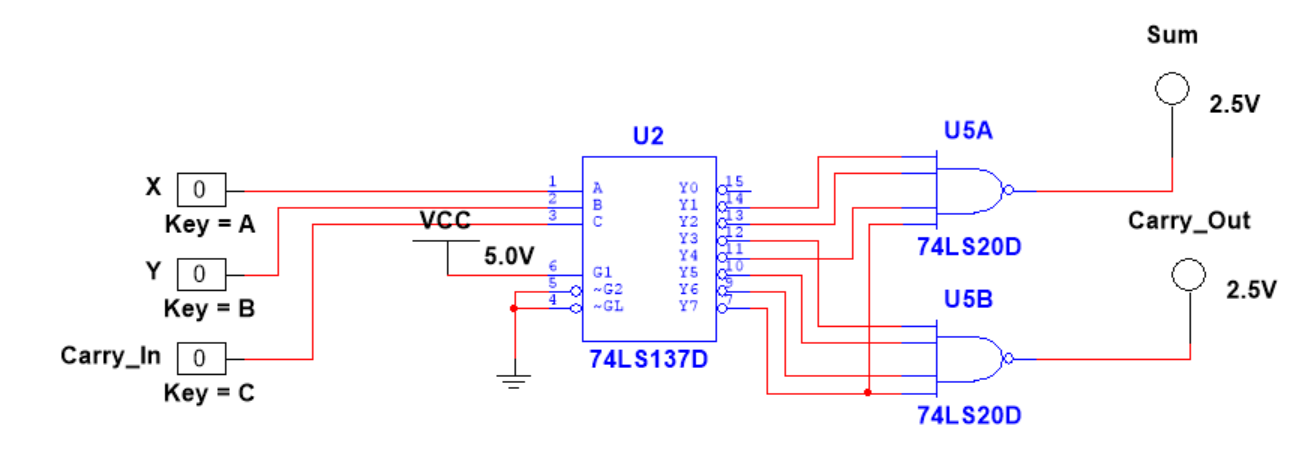 Sum
2.5V
U5A
U2
X 0
Key = A
1 A
2 B
3 C
Y0 15
Y1 14
Y2 13
Y3 12
Y4 11
Y5 10
Y6 9
Y7 7
74LS20D
Carry_Out
2.5V
VCC
5.0V
Y 0
Key = B
6 G1
5 ~G2
4 ~GL
U5B
74LS137D
Carry_In 0
Key = C
74LS20D